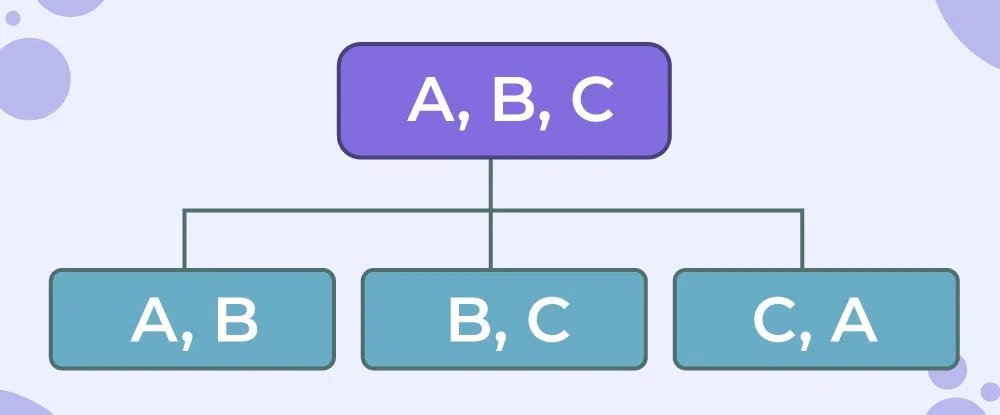 A, B, C
A, B
B, C
C, A